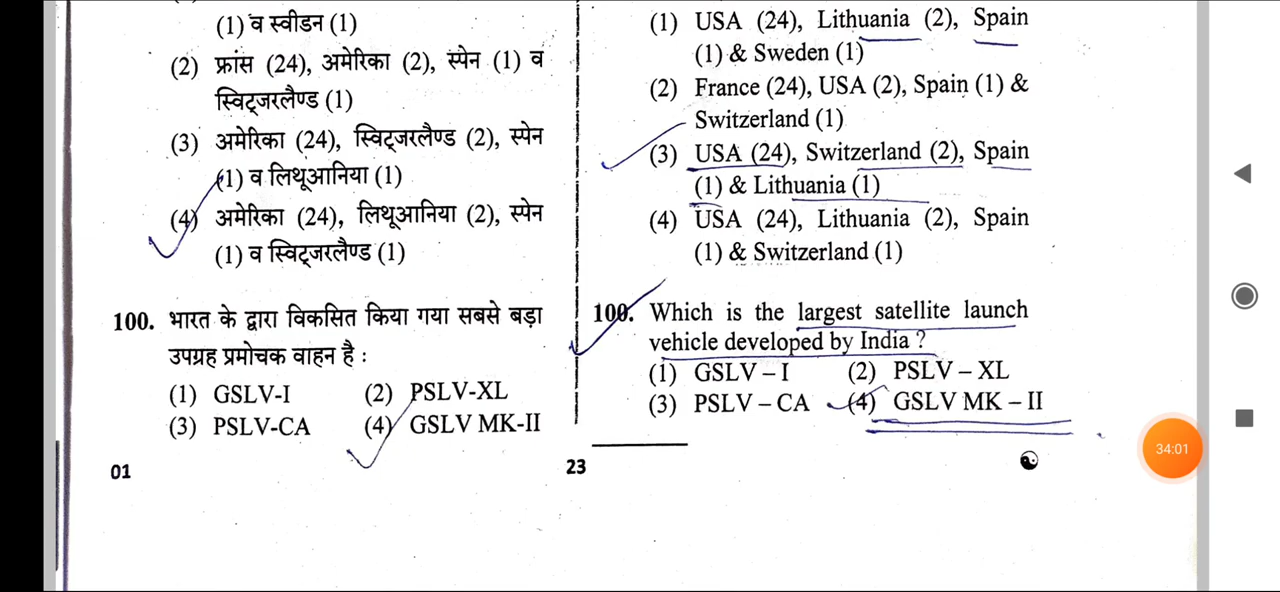 (1) व स्वीडन (1)
(2) फ्रांस (24), अमेरिका (2), स्पेन (1) व
स्विट्जरलैण्ड (1)
(3) अमेरिका (24), स्विट्जरलैण्ड (2), स्पेन
(1) व लिथूआनिया (1)
(4) अमेरिका (24), लिथूआनिया (2), स्पेन
(1) व स्विट्जरलैण्ड (1)
100. भारत के द्वारा विकसित किया गया सबसे बड़ा
उपग्रह प्रमोचक वाहन है :
(1) GSLV-I (2) PSLV-XL
(3) PSLV-CA (4) GSLV MK-II
(1) USA (24), Lithuania (2), Spain
(1) & Sweden (1)
(2) France (24), USA (2), Spain (1) &
Switzerland (1)
(3) USA (24), Switzerland (2), Spain
(1) & Lithuania (1)
(4) USA (24), Lithuania (2), Spain
(1) & Switzerland (1)
100. Which is the largest satellite launch
vehicle developed by India ?
(1) GSLV – I (2) PSLV – XL
(3) PSLV – CA (4) GSLV MK – II
01 23
34:01